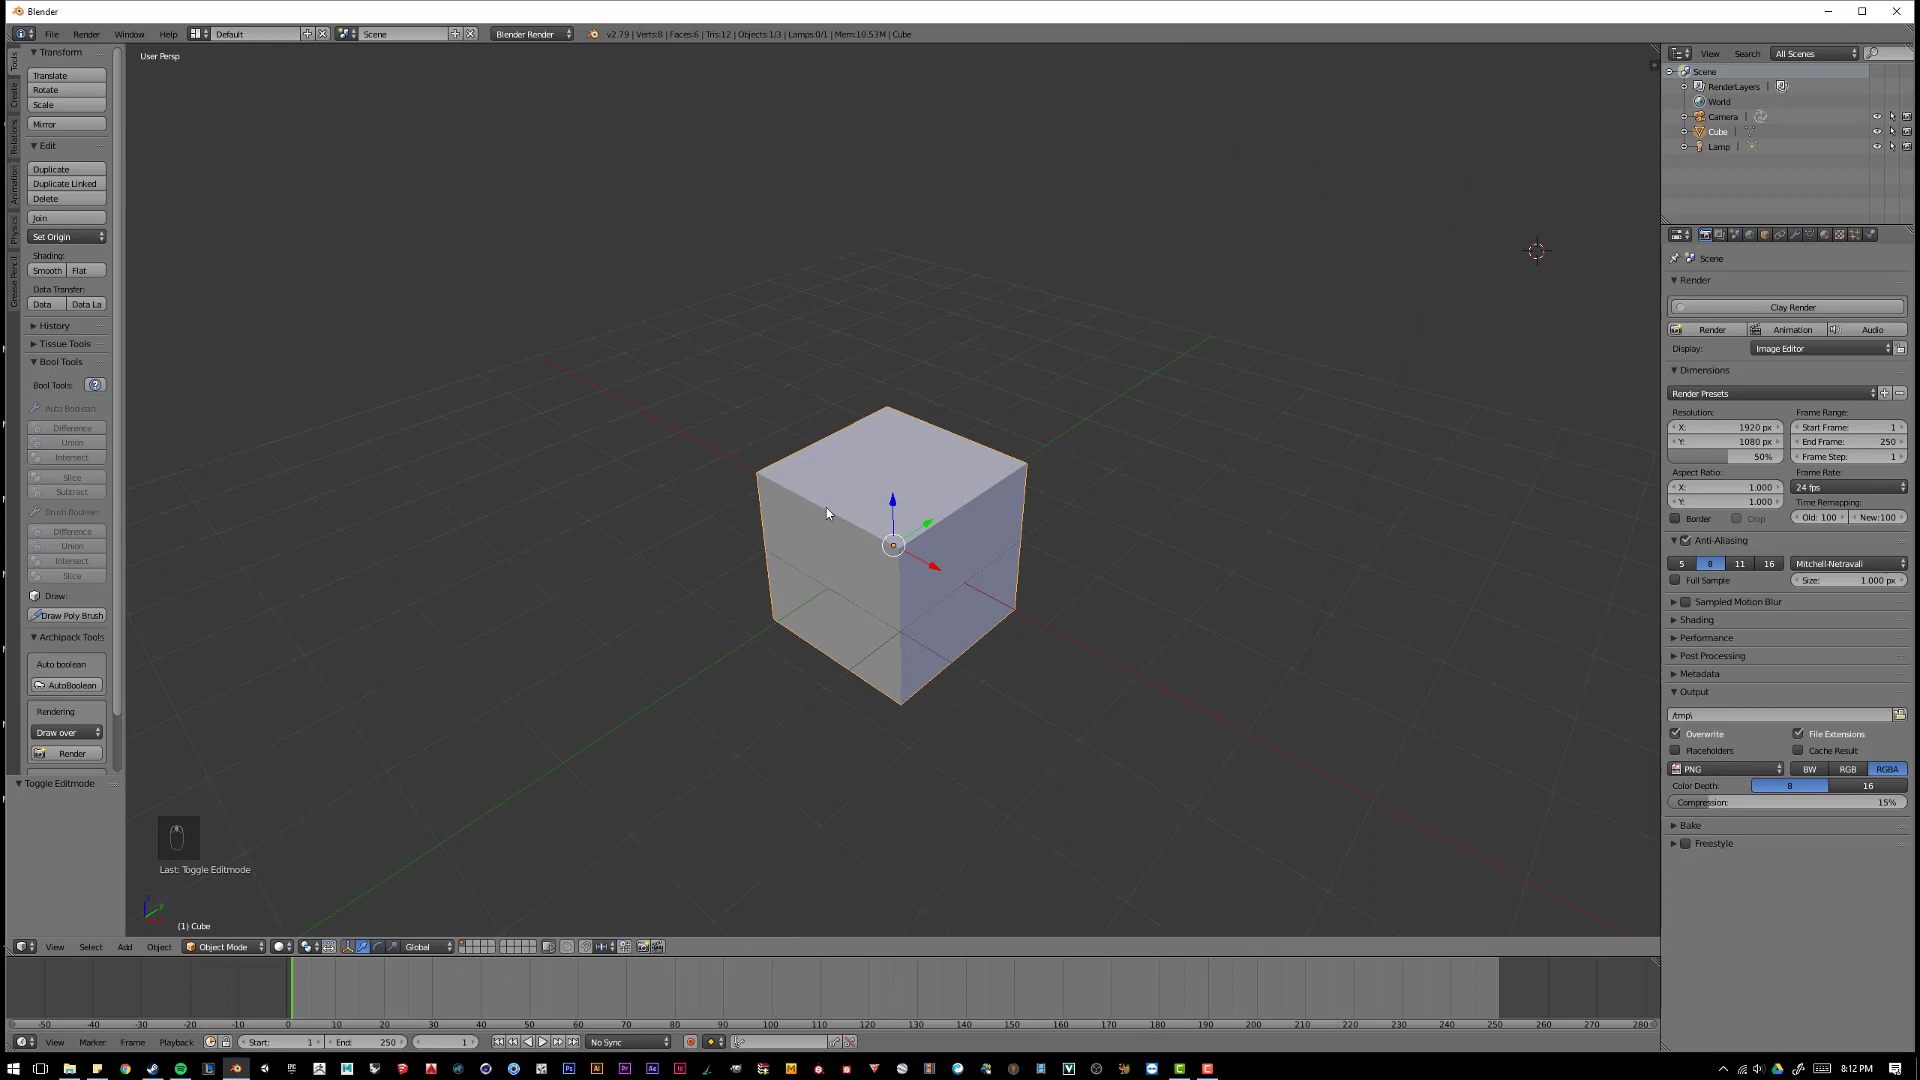 Blender
File Render Window Help Default Scene Blender Render v2.79 | Verts:8 | Faces:6 | Tris:12 | Objects:1/3 | Lamps:0/1 | Mem:10.53M | Cube
User Persp
Tools
Create
Relations
Animation
Physics
Grease Pencil
Transform
Translate
Rotate
Scale
Mirror
Edit
Duplicate
Duplicate Linked
Delete
Join
Set Origin
Shading:
Smooth Flat
Data Transfer:
Data Data La
History
Tissue Tools
Bool Tools
Bool Tools:
Auto Boolean:
Difference
Union
Intersect
Slice
Subtract
Brush Boolean:
Difference
Union
Intersect
Slice
Draw:
Draw Poly Brush
Archipack Tools
Auto boolean
AutoBoolean
Rendering
Draw over
Render
Toggle Editmode
Last: Toggle Editmode
(1) Cube
View Select Add Object Object Mode Global
View Search All Scenes
Scene
RenderLayers
World
Camera
Cube
Lamp
Scene
Render
Clay Render
Render Animation Audio
Display: Image Editor
Dimensions
Render Presets
Resolution: Frame Range:
X: 1920 px Start Frame: 1
Y: 1080 px End Frame: 250
50% Frame Step: 1
Aspect Ratio: Frame Rate:
X: 1.000 24 fps
Y: 1.000 Time Remapping:
Border Crop Old: 100 New:100
Anti-Aliasing
5 8 11 16 Mitchell-Netravali
Full Sample Size: 1.000 px
Sampled Motion Blur
Shading
Performance
Post Processing
Metadata
Output
/tmp\
Overwrite File Extensions
Placeholders Cache Result
PNG BW RGB RGBA
Color Depth: 8 16
Compression: 15%
Bake
Freestyle
-50 -40 -30 -20 -10 0 10 20 30 40 50 60 70 80 90 100 110 120 130 140 150 160 170 180 190 200 210 220 230 240 250 260 270 280
View Marker Frame Playback Start: 1 End: 250 1 No Sync
8:12 PM